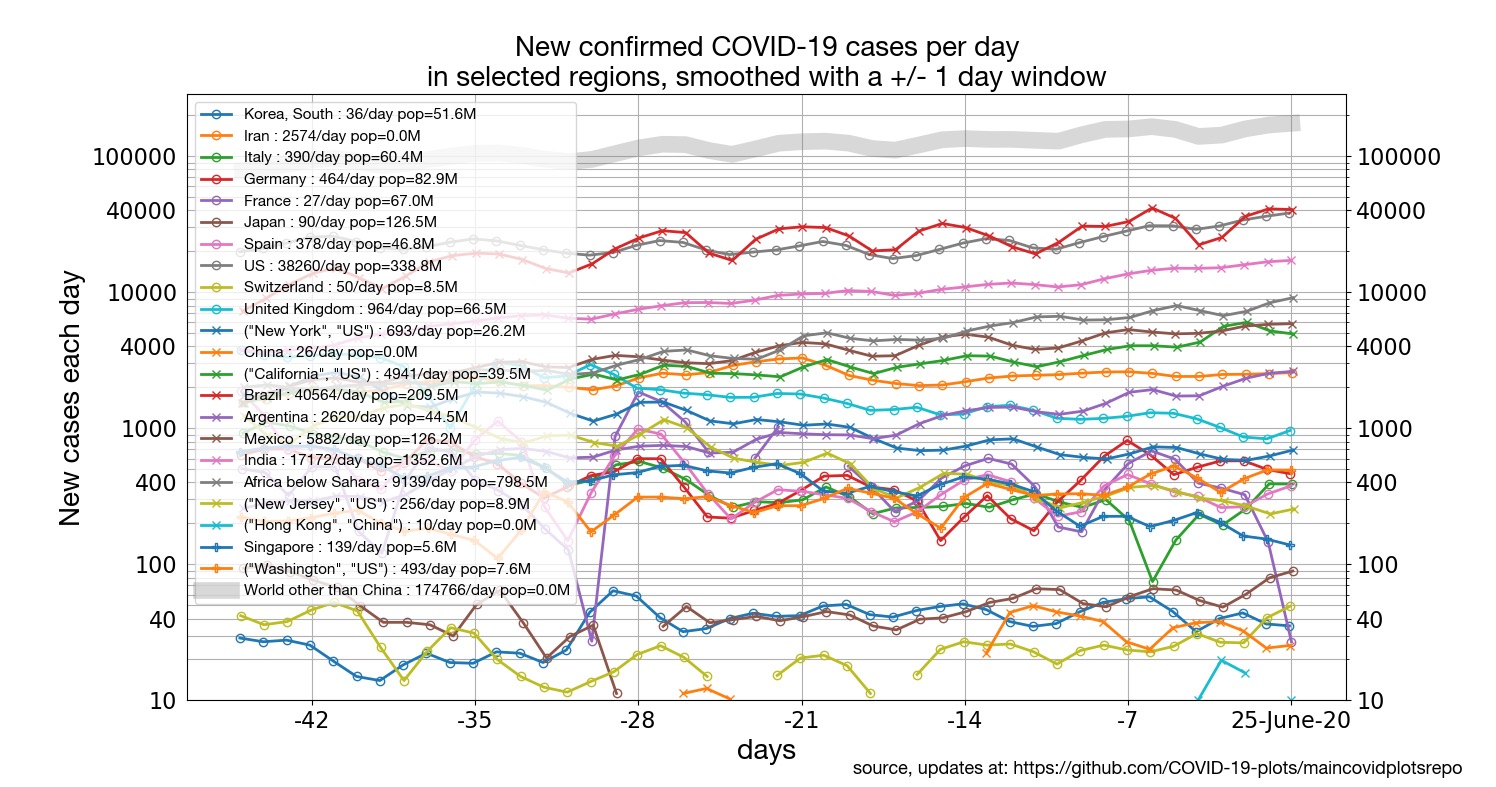 New confirmed COVID-19 cases per day
in selected regions, smoothed with a +/- 1 day window
New cases each day
100000
40000
10000
4000
1000
400
100
40
10
Korea, South : 36/day pop=51.6M
Iran : 2574/day pop=0.0M
Italy : 390/day pop=60.4M
Germany : 464/day pop=82.9M
France : 27/day pop=67.0M
Japan : 90/day pop=126.5M
Spain : 378/day pop=46.8M
US : 38260/day pop=338.8M
Switzerland : 50/day pop=8.5M
United Kingdom : 964/day pop=66.5M
("New York", "US") : 693/day pop=26.2M
China : 26/day pop=0.0M
("California", "US") : 4941/day pop=39.5M
Brazil : 40564/day pop=209.5M
Argentina : 2620/day pop=44.5M
Mexico : 5882/day pop=126.2M
India : 17172/day pop=1352.6M
Africa below Sahara : 9139/day pop=798.5M
("New Jersey", "US") : 256/day pop=8.9M
("Hong Kong", "China") : 10/day pop=0.0M
Singapore : 139/day pop=5.6M
("Washington", "US") : 493/day pop=7.6M
World other than China : 174766/day pop=0.0M
100000
40000
10000
4000
1000
400
100
40
10
-42 -35 -28 -21 -14 -7 25-June-20
days
source, updates at: https://github.com/COVID-19-plots/maincovidplotsrepo